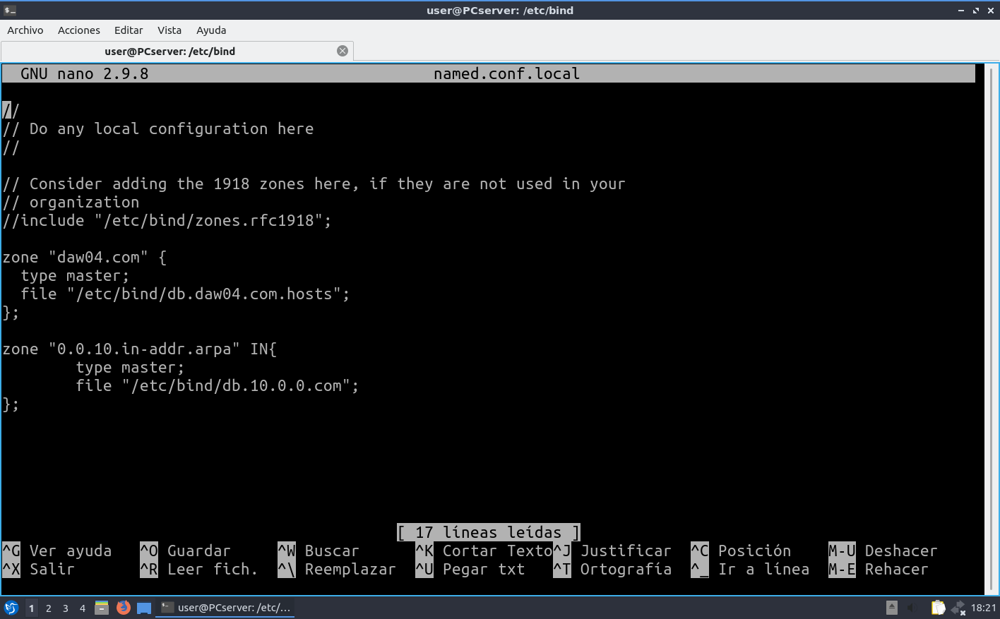 user@PCserver: /etc/bind
Archivo Acciones Editar Vista Ayuda
user@PCserver: /etc/bind
GNU nano 2.9.8 named.conf.local
//
// Do any local configuration here
//
// Consider adding the 1918 zones here, if they are not used in your
// organization
//include "/etc/bind/zones.rfc1918";
zone "daw04.com" {
  type master;
  file "/etc/bind/db.daw04.com.hosts";
};
zone "0.0.10.in-addr.arpa" IN{
        type master;
        file "/etc/bind/db.10.0.0.com";
};
[ 17 líneas leídas ]
^G Ver ayuda ^O Guardar ^W Buscar ^K Cortar Texto ^J Justificar ^C Posición M-U Deshacer
^X Salir ^R Leer fich. ^\ Reemplazar ^U Pegar txt ^T Ortografía ^_ Ir a línea M-E Rehacer
1 2 3 4 user@PCserver: /etc/... 18:21